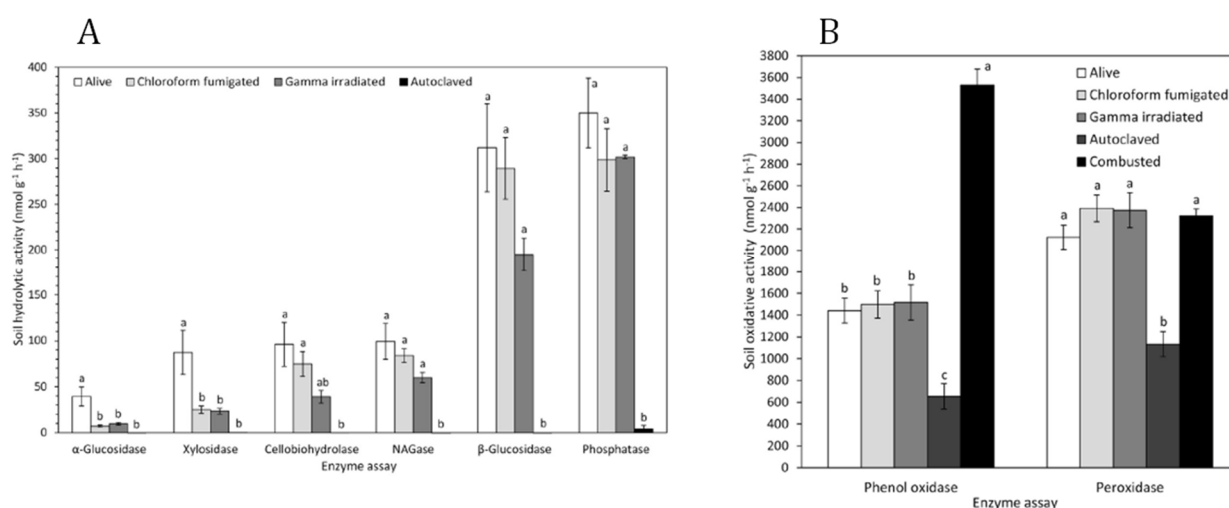 A
Soil hydrolytic activity (nmol g⁻¹ h⁻¹)
400
350
300
250
200
150
100
50
0
Alive Chloroform fumigated Gamma irradiated Autoclaved
a b b b
a b b b
a a ab b
a a a b
a a a b
a a a b
α-Glucosidase Xylosidase Cellobiohydrolase NAGase β-Glucosidase Phosphatase
Enzyme assay
B
Soil oxidative activity (nmol g⁻¹ h⁻¹)
3800
3600
3400
3200
3000
2800
2600
2400
2200
2000
1800
1600
1400
1200
1000
800
600
400
200
0
Alive
Chloroform fumigated
Gamma irradiated
Autoclaved
Combusted
b b b c a
a a a b a
Phenol oxidase Peroxidase
Enzyme assay